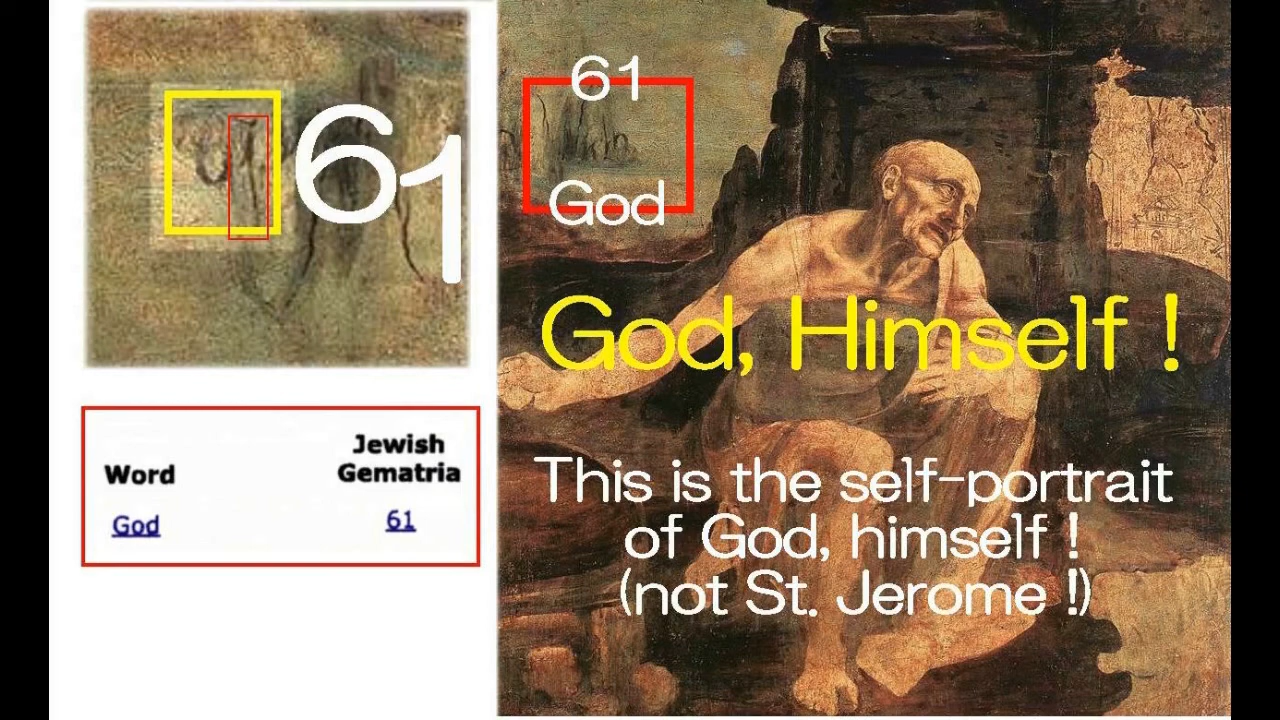 61
Word
Jewish
Gematria
God
61
61
God
God, Himself !
This is the self-portrait
of God, himself !
(not St. Jerome !)